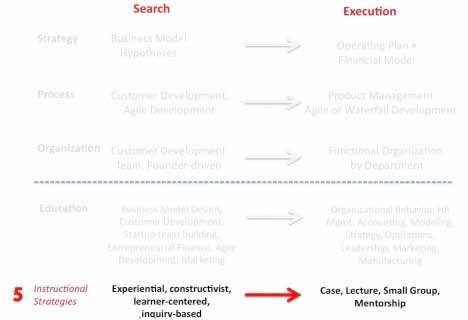 Search
Execution
Strategy
Business Model
Hypotheses
Operating Plan +
Financial Model
Process
Customer Development,
Agile Development
Product Management
Agile or Waterfall Development
Organization
Customer Development
Team, Founder-driven
Functional Organization
by Department
Education
Business Model Design,
Customer Development,
Startup team building,
Entrepreneurial Finance, Agile
Development, Marketing
Organizational Behavior, HR
Mgmt, Accounting, Modeling,
Strategy, Operations,
Leadership, Marketing,
Manufacturing
5
Instructional
Strategies
Experiential, constructivist,
learner-centered,
inquiry-based
Case, Lecture, Small Group,
Mentorship